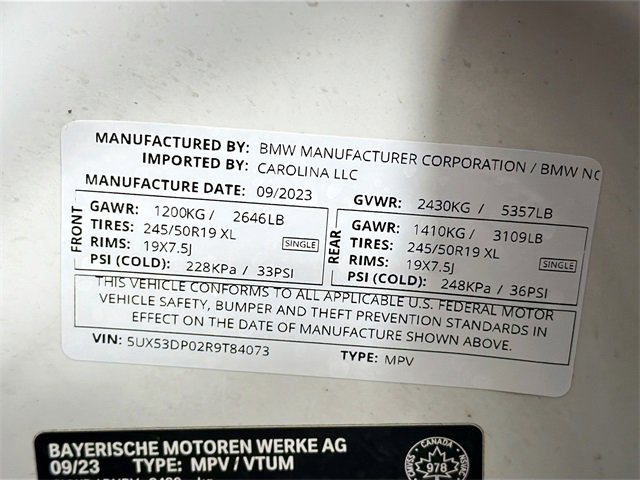 MANUFACTURED BY: BMW MANUFACTURER CORPORATION / BMW NC
IMPORTED BY: CAROLINA LLC
MANUFACTURE DATE: 09/2023 GVWR: 2430KG / 5357LB
FRONT
GAWR: 1200KG / 2646LB
TIRES: 245/50R19 XL
RIMS: 19X7.5J SINGLE
PSI (COLD): 228KPa / 33PSI
REAR
GAWR: 1410KG / 3109LB
TIRES: 245/50R19 XL
RIMS: 19X7.5J SINGLE
PSI (COLD): 248KPa / 36PSI
THIS VEHICLE CONFORMS TO ALL APPLICABLE U.S. FEDERAL MOTOR
VEHICLE SAFETY, BUMPER AND THEFT PREVENTION STANDARDS IN
EFFECT ON THE DATE OF MANUFACTURE SHOWN ABOVE.
VIN: 5UX53DP02R9T84073 TYPE: MPV
BAYERISCHE MOTOREN WERKE AG
09/23 TYPE: MPV / VTUM
CANADA
978